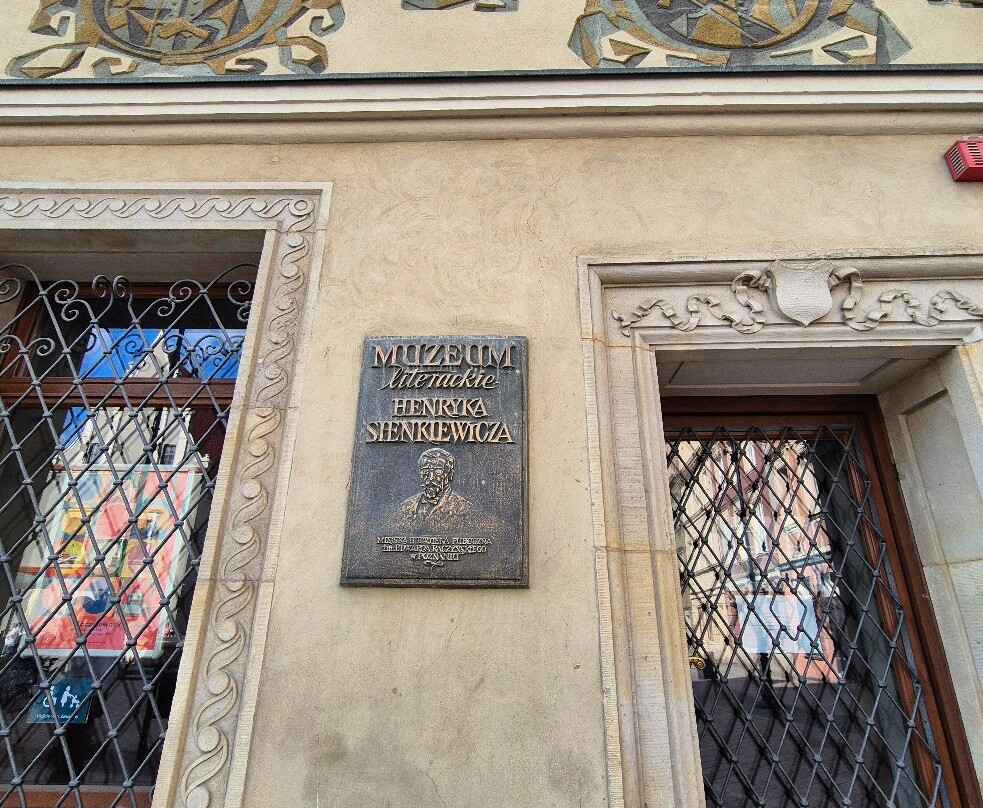 MUZEUM
literackie
HENRYKA
SIENKIEWICZA
MIEJSKA BIBLIOTEKA PUBLICZNA
im. EDWARDA RACZYŃSKIEGO
w POZNANIU